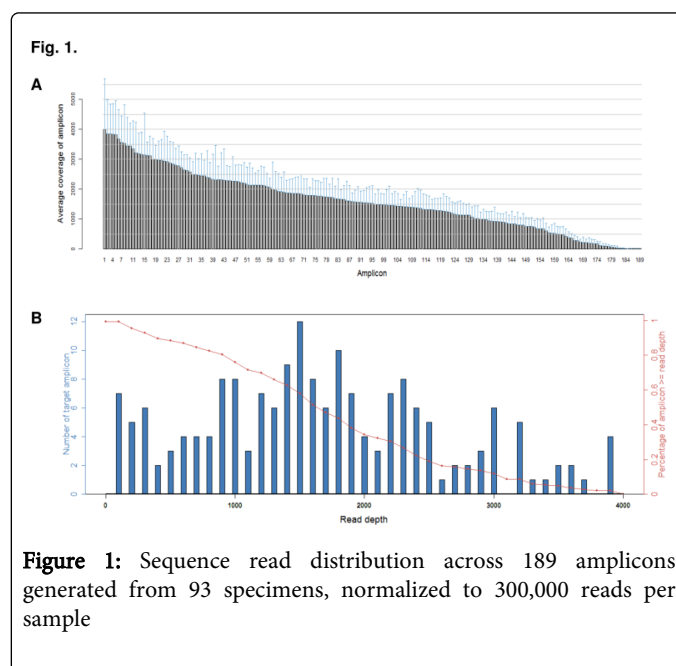 Fig. 1.
A
Average coverage of amplicon
0 1000 2000 3000 4000 5000
1 4 7 11 15 19 23 27 31 35 39 43 47 51 55 59 63 67 71 75 79 83 87 91 95 99 104 109 114 119 124 129 134 139 144 149 154 159 164 169 174 179 184 189
Amplicon
B
Number of target amplicon
0 2 4 6 8 10 12
Percentage of amplicon >= read depth
0 0.2 0.4 0.6 0.8 1
0 1000 2000 3000 4000
Read depth
Figure 1: Sequence read distribution across 189 amplicons
generated from 93 specimens, normalized to 300,000 reads per
sample